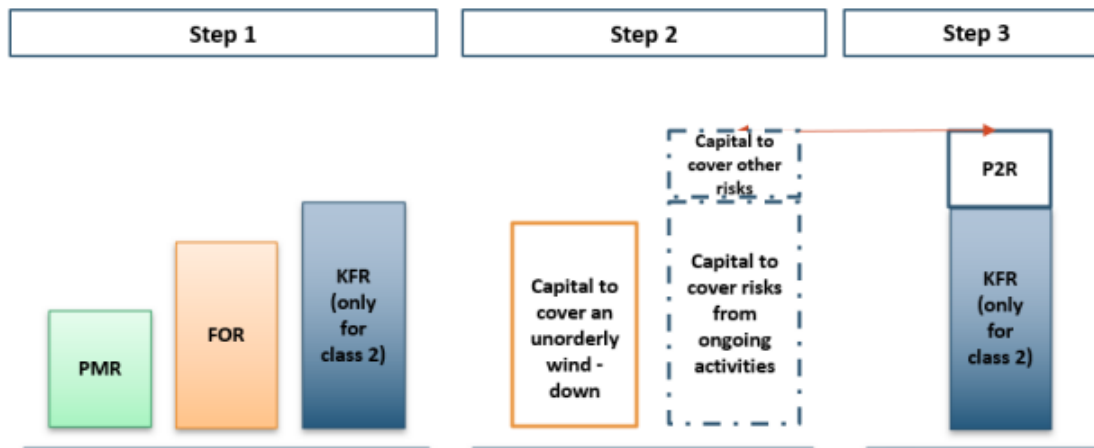 Step 1
Step 2
Step 3
PMR
FOR
KFR
(only
for
class 2)
Capital to
cover an
unorderly
wind -
down
Capital to
cover other
risks
Capital to
cover risks
from
ongoing
activities
P2R
KFR
(only
for
class 2)